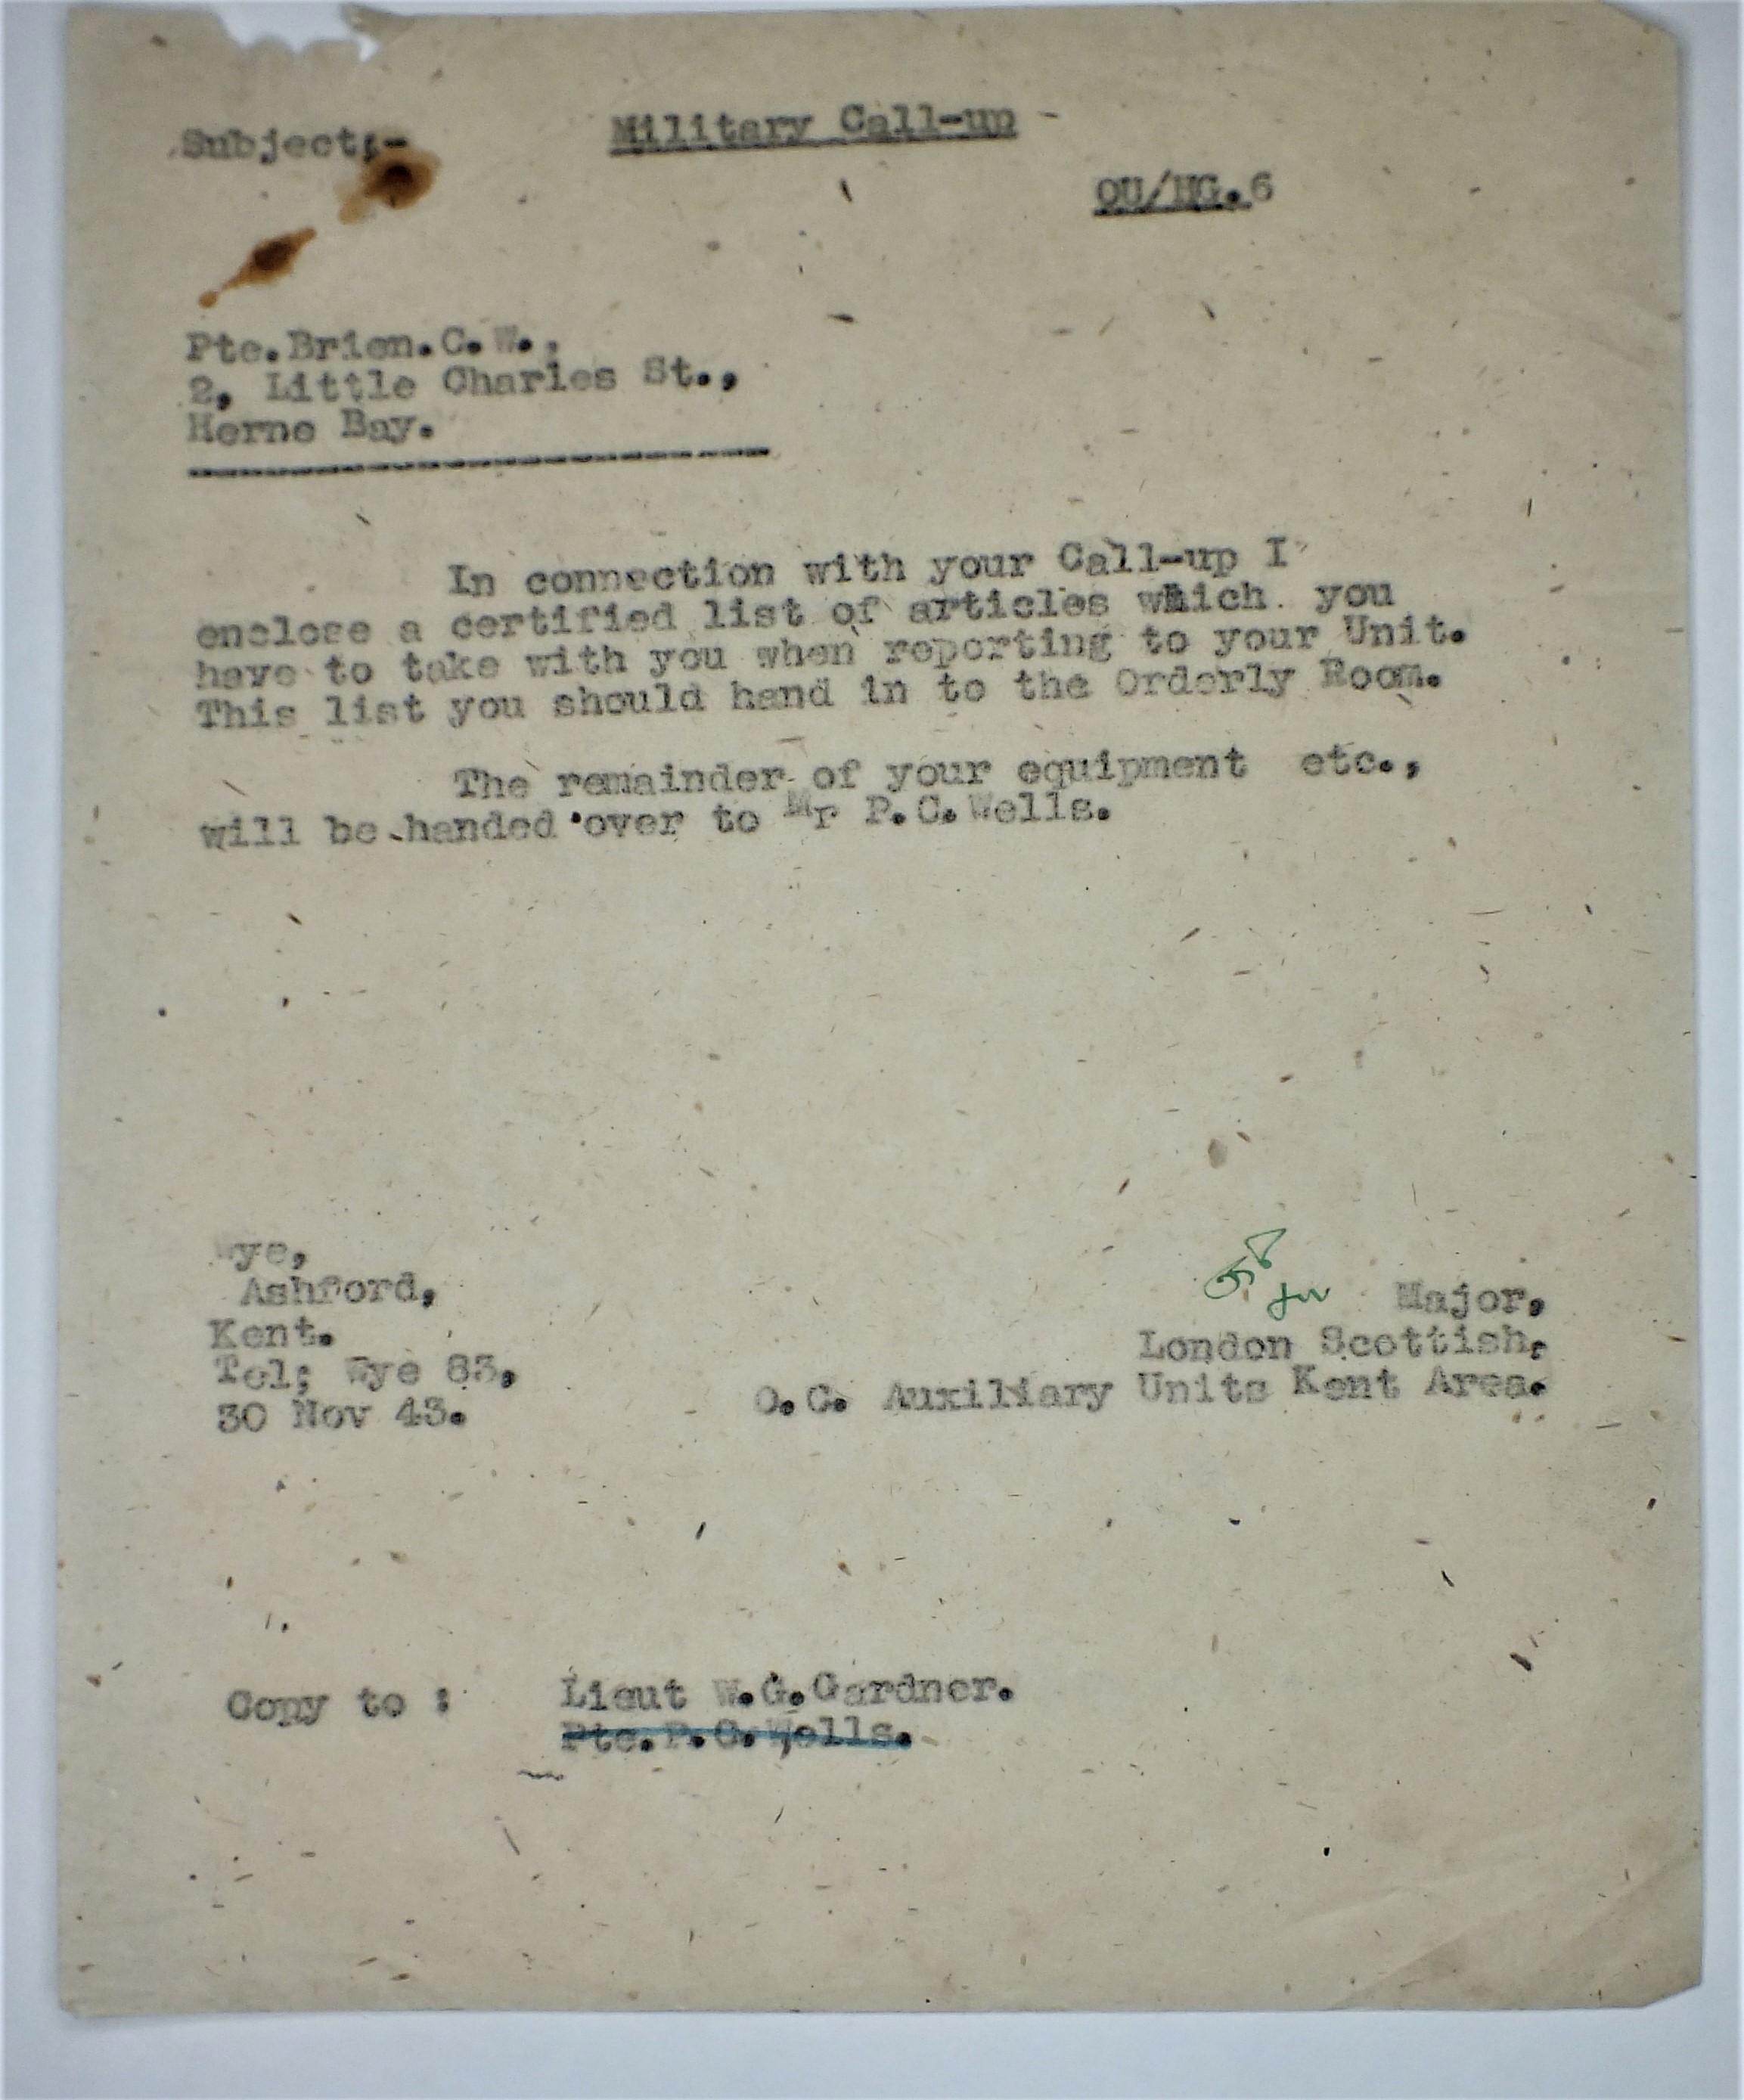 Subject;-
Military Call-up
OU/HG.6
Pte.Brien.C.W.,
2, Little Charles St.,
Herne Bay.
In connection with your Call-up I
enclose a certified list of articles which you
have to take with you when reporting to your Unit.
This list you should hand in to the Orderly Room.
The remainder of your equipment etc.,
will be handed over to Mr P.C.Wells.
Wye,
Ashford,
Kent.
Tel; Wye 83.
30 Nov 43.
for Major,
London Scottish.
O.C. Auxiliary Units Kent Area.
Copy to : Lieut W.G.Gardner.
Pte.P.C.Wells.